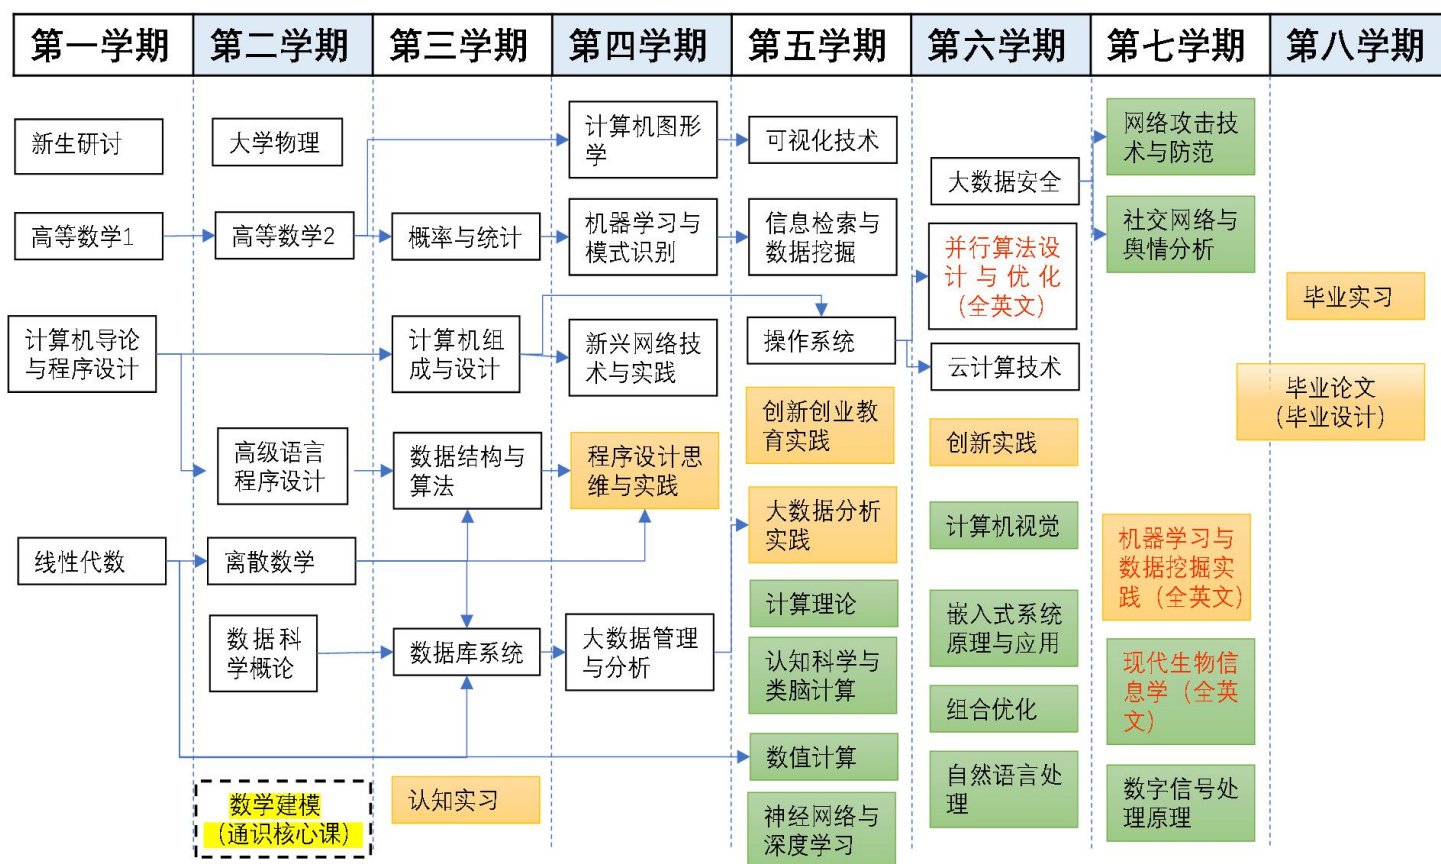 第一学期
第二学期
第三学期
第四学期
第五学期
第六学期
第七学期
第八学期
新生研讨
高等数学1
计算机导论
与程序设计
线性代数
大学物理
高等数学2
高级语言
程序设计
离散数学
数据科
学概论
数学建模
（通识核心课）
概率与统计
计算机组
成与设计
数据结构与
算法
数据库系统
认知实习
计算机图形
学
机器学习与
模式识别
新兴网络技
术与实践
程序设计思
维与实践
大数据管理
与分析
可视化技术
信息检索与
数据挖掘
操作系统
创新创业教
育实践
大数据分析
实践
计算理论
认知科学与
类脑计算
数值计算
神经网络与
深度学习
大数据安全
并行算法设
计与优化
（全英文）
云计算技术
创新实践
计算机视觉
嵌入式系统
原理与应用
组合优化
自然语言处
理
网络攻击技
术与防范
社交网络与
舆情分析
机器学习与
数据挖掘实
践（全英文）
现代生物信
息学（全英
文）
数字信号处
理原理
毕业实习
毕业论文
（毕业设计）